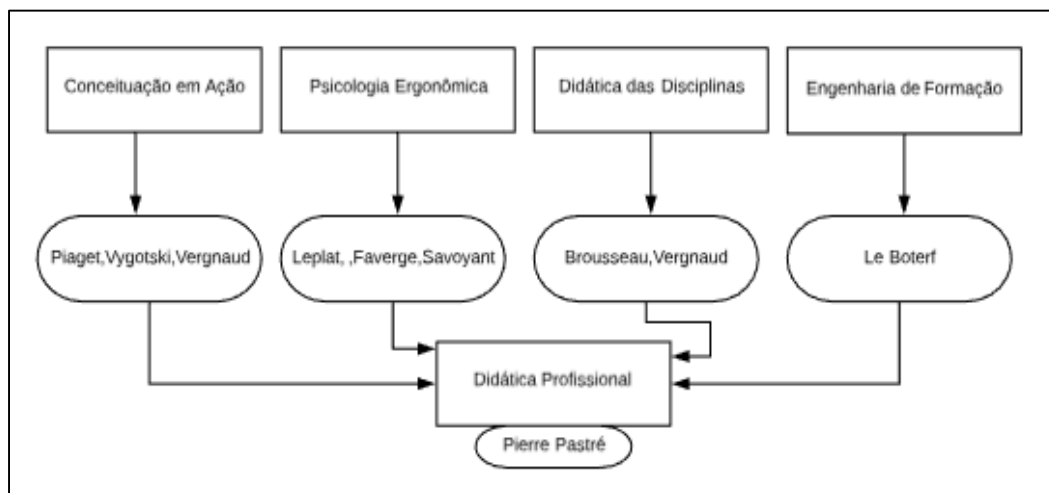 Conceituação em Ação
Psicologia Ergonômica
Didática das Disciplinas
Engenharia de Formação
Piaget,Vygotski,Vergnaud
Leplat, ,Faverge,Savoyant
Brousseau,Vergnaud
Le Boterf
Didática Profissional
Pierre Pastré